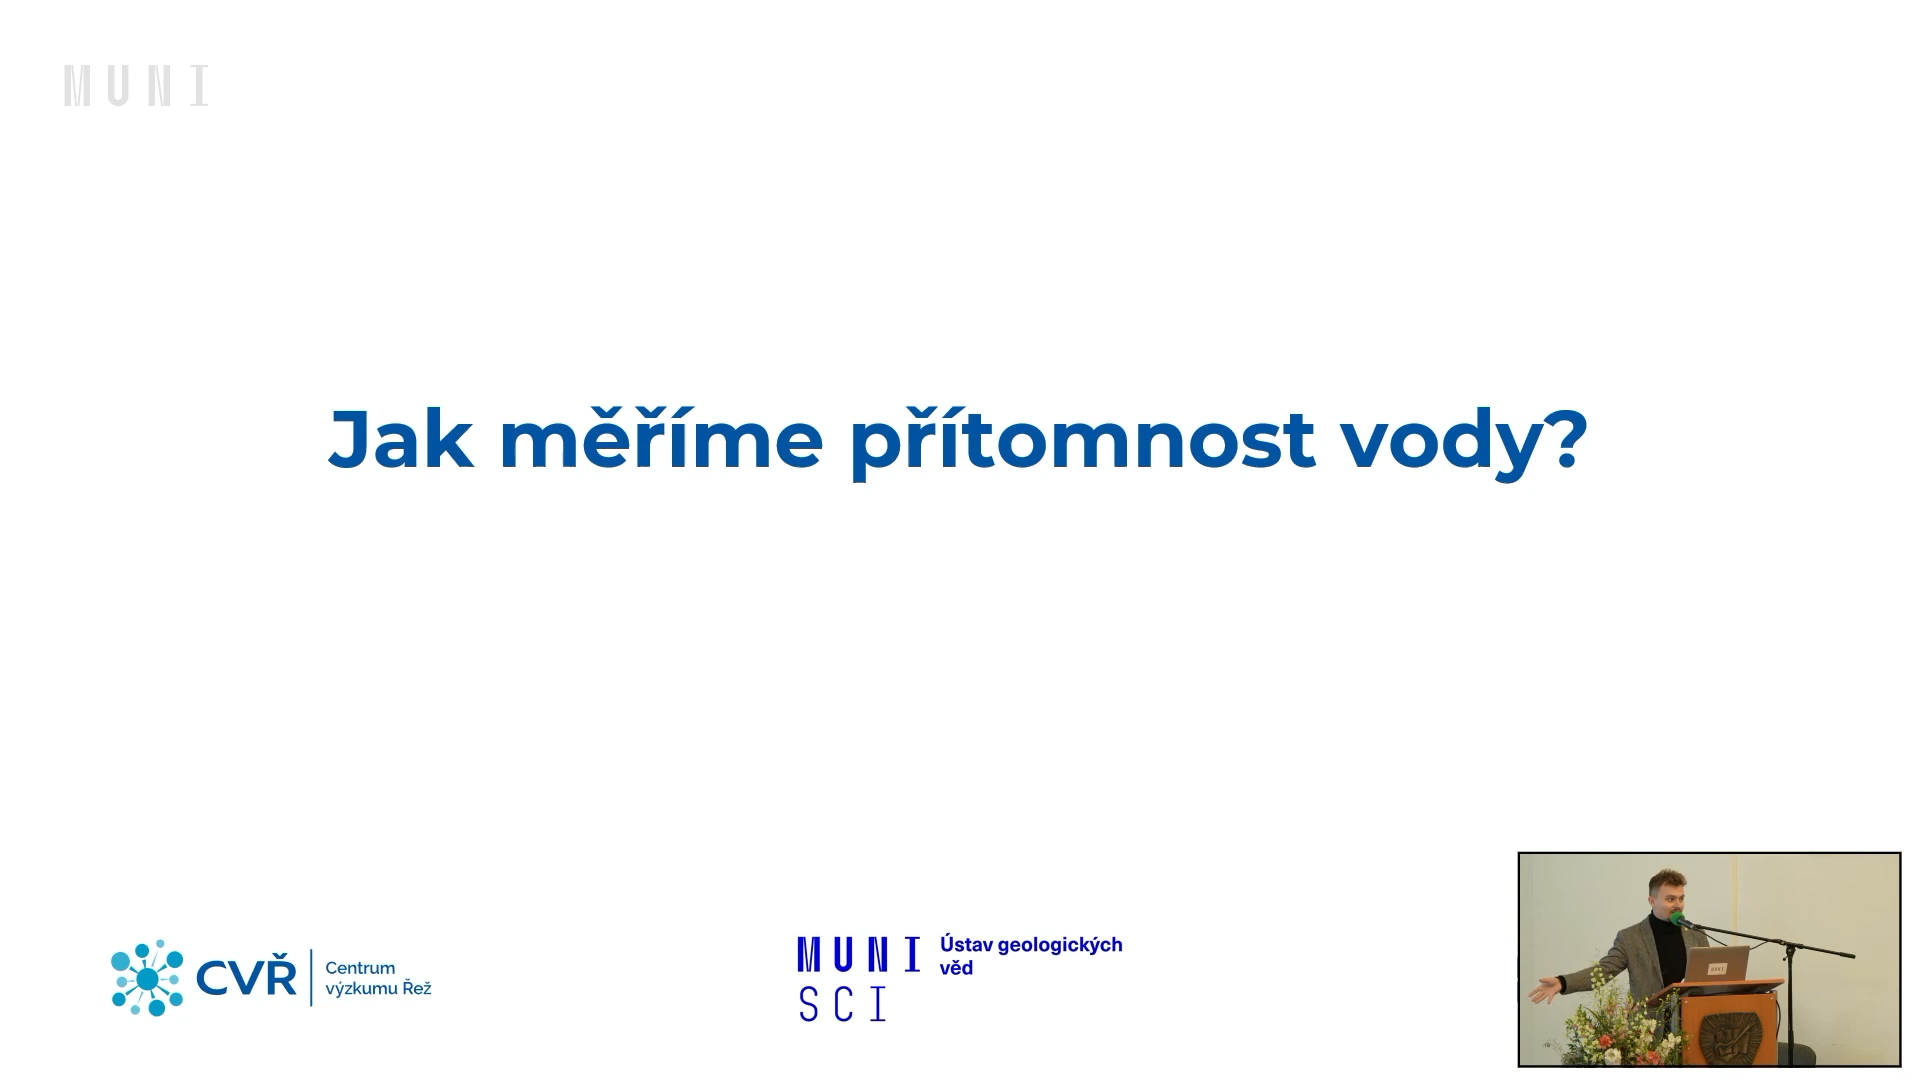 MUNI
Jak měříme přítomnost vody?
CVŘ
Centrum
výzkumu Řež
MUNI
SCI
Ústav geologických
věd